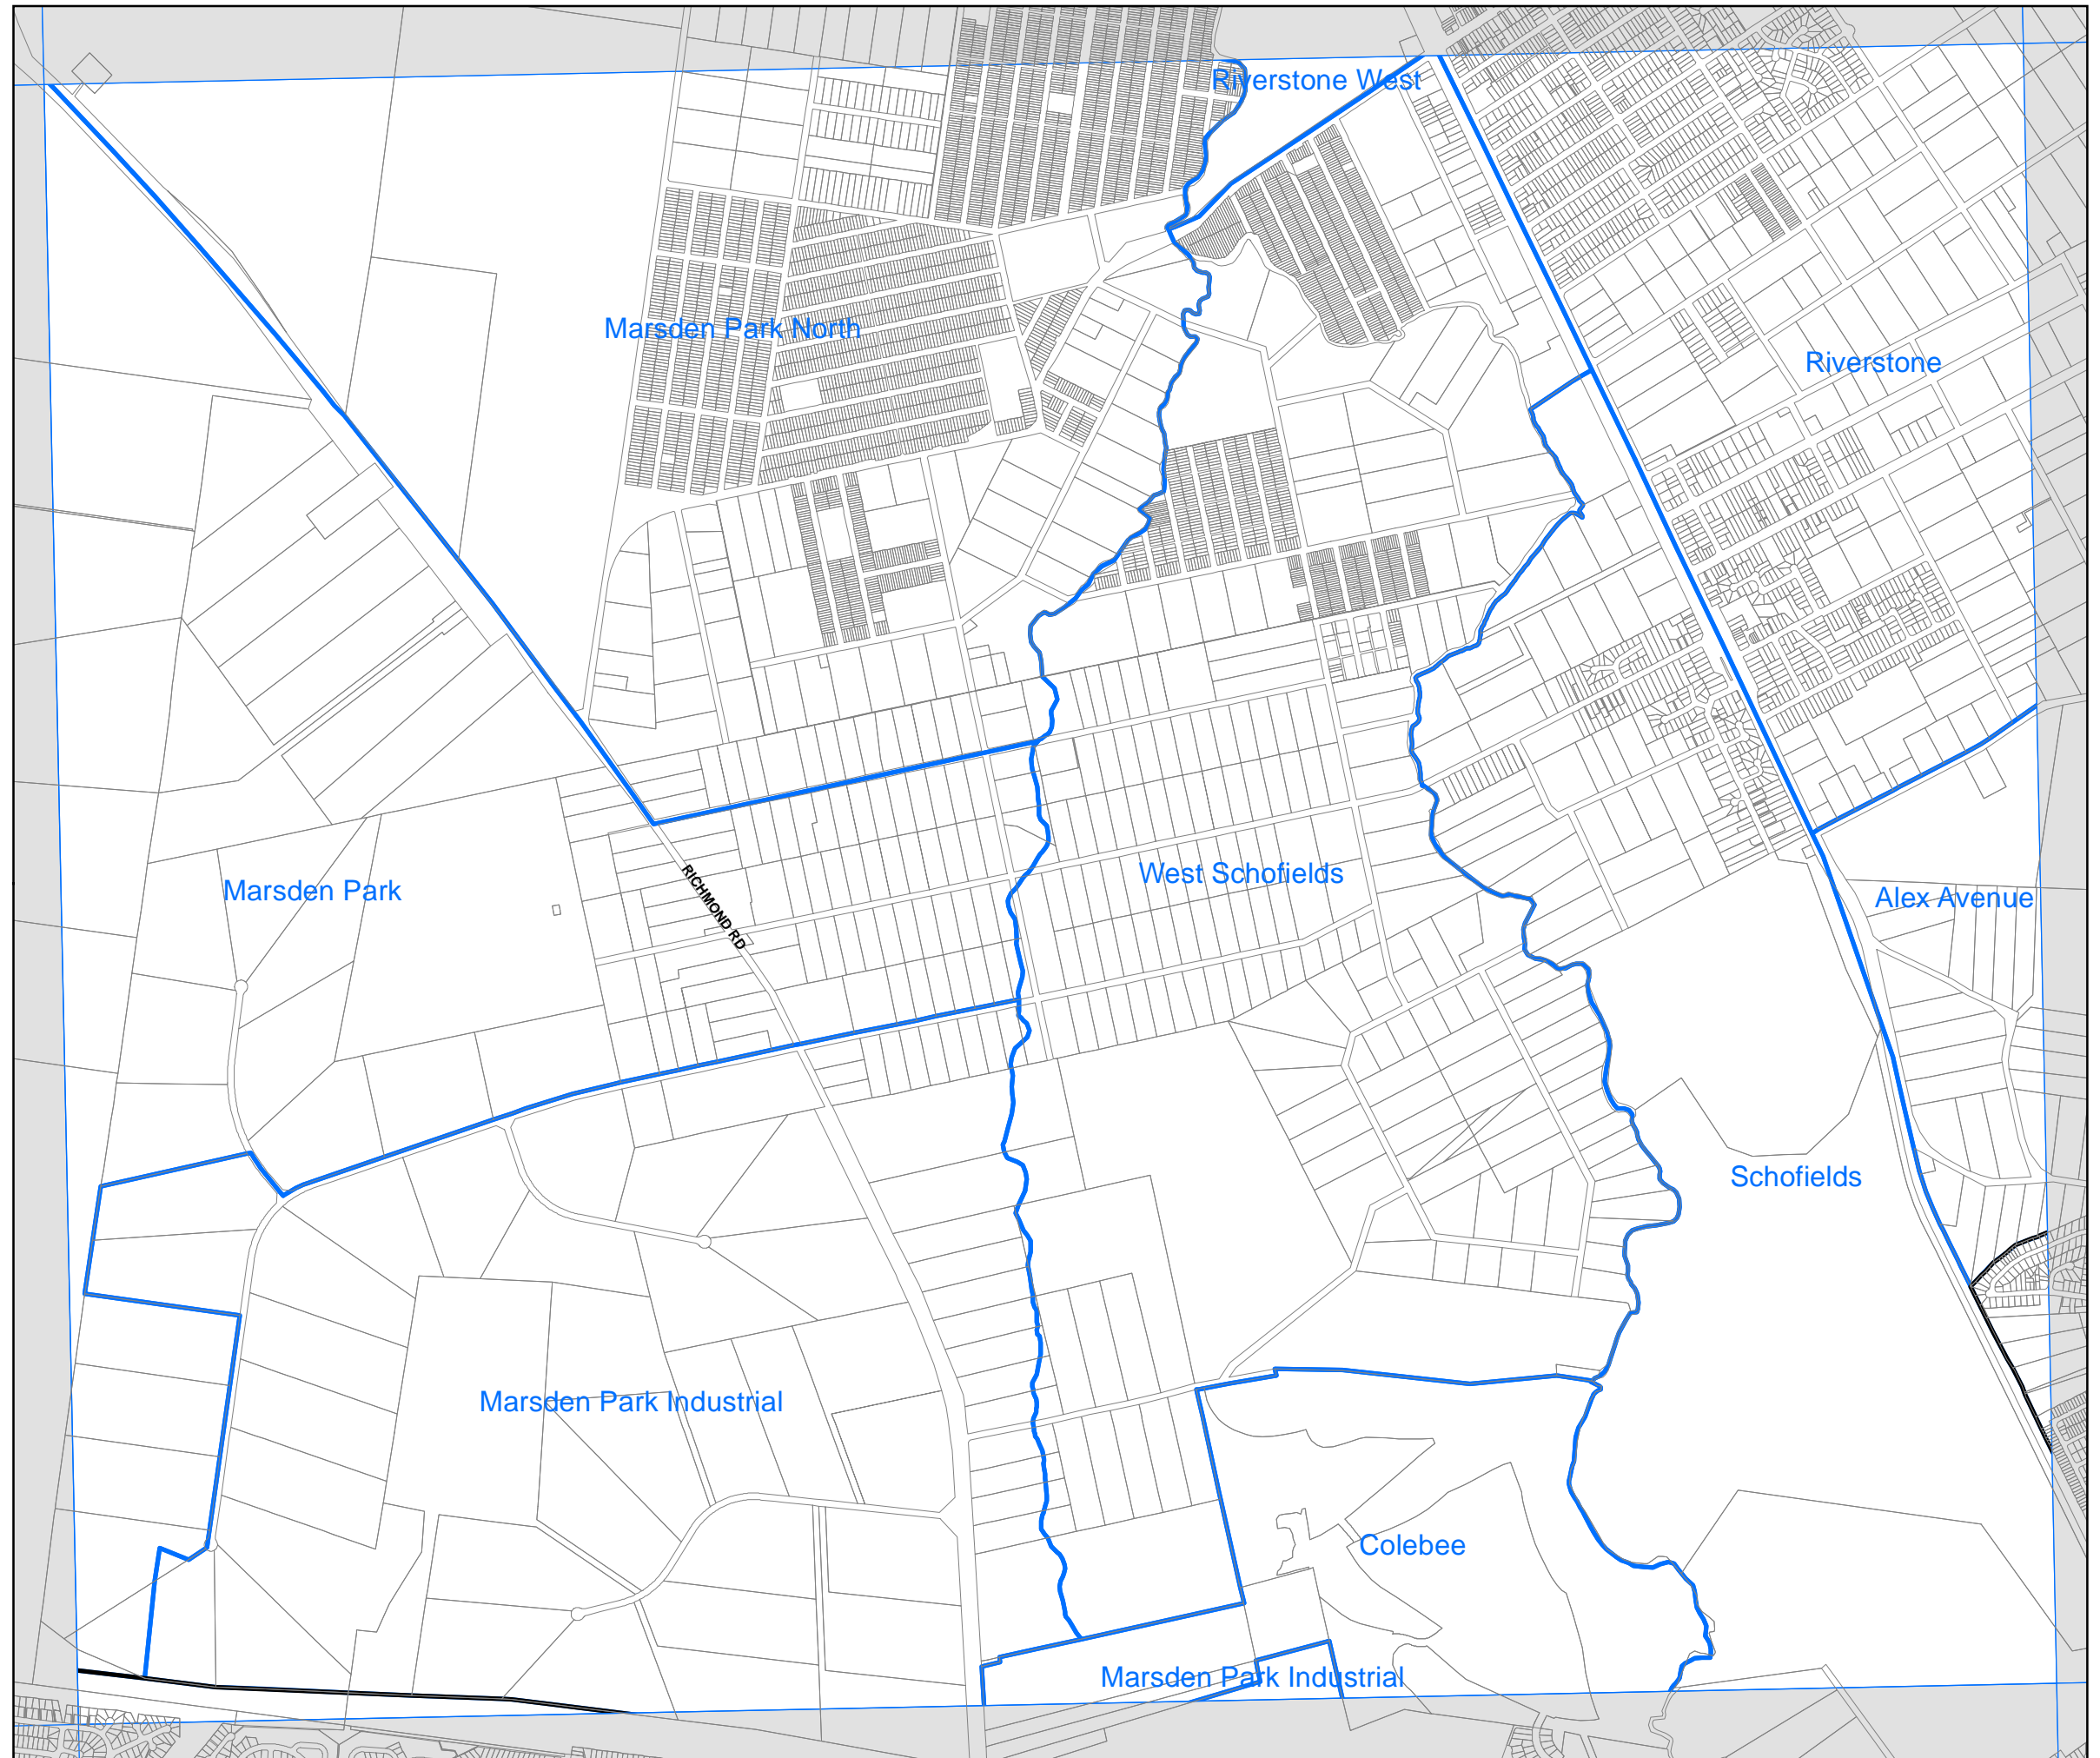 Riverstone West
Marsden Park North
Riverstone
West Schofields
Marsden Park
Alex Avenue
RICHMOND RD
Schofields
Marsden Park Industrial
Colebee
Marsden Park Industrial